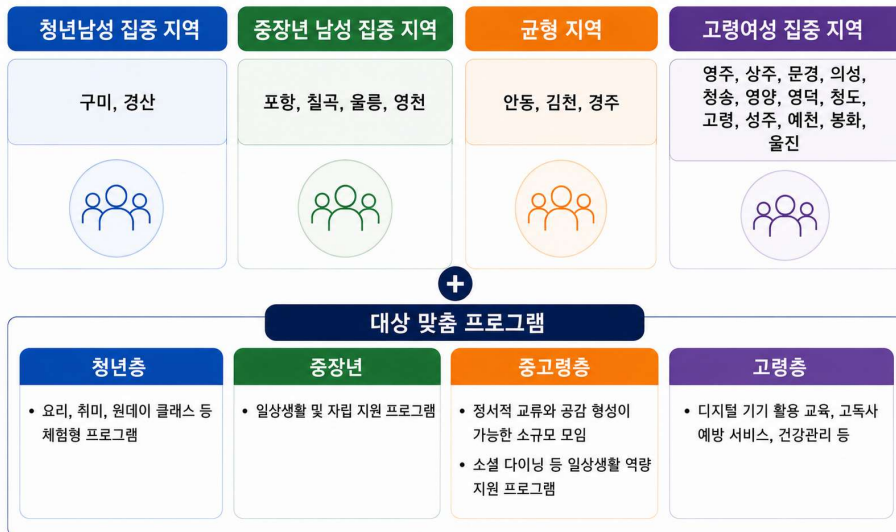 청년남성 집중 지역
구미, 경산
중장년 남성 집중 지역
포항, 칠곡, 울릉, 영천
균형 지역
안동, 김천, 경주
고령여성 집중 지역
영주, 상주, 문경, 의성,
청송, 영양, 영덕, 청도,
고령, 성주, 예천, 봉화,
울진
+
대상 맞춤 프로그램
청년층
• 요리, 취미, 원데이 클래스 등
체험형 프로그램
중장년
• 일상생활 및 자립 지원 프로그램
중고령층
• 정서적 교류와 공감 형성이
가능한 소규모 모임
• 소셜 다이닝 등 일상생활 역량
지원 프로그램
고령층
• 디지털 기기 활용 교육, 고독사
예방 서비스, 건강관리 등